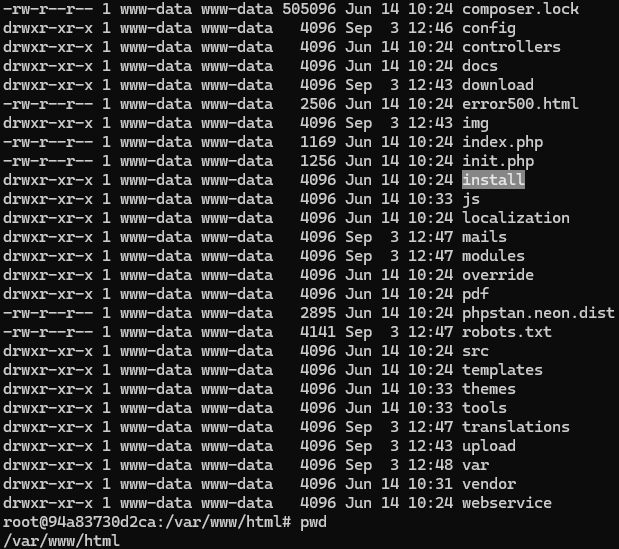 -rw-r--r-- 1 www-data www-data 505096 Jun 14 10:24 composer.lock
drwxr-xr-x 1 www-data www-data   4096 Sep  3 12:46 config
drwxr-xr-x 1 www-data www-data   4096 Jun 14 10:24 controllers
drwxr-xr-x 1 www-data www-data   4096 Jun 14 10:24 docs
drwxr-xr-x 1 www-data www-data   4096 Sep  3 12:43 download
-rw-r--r-- 1 www-data www-data   2506 Jun 14 10:24 error500.html
drwxr-xr-x 1 www-data www-data   4096 Sep  3 12:43 img
-rw-r--r-- 1 www-data www-data   1169 Jun 14 10:24 index.php
-rw-r--r-- 1 www-data www-data   1256 Jun 14 10:24 init.php
drwxr-xr-x 1 www-data www-data   4096 Jun 14 10:24 install
drwxr-xr-x 1 www-data www-data   4096 Jun 14 10:33 js
drwxr-xr-x 1 www-data www-data   4096 Jun 14 10:24 localization
drwxr-xr-x 1 www-data www-data   4096 Sep  3 12:47 mails
drwxr-xr-x 1 www-data www-data   4096 Sep  3 12:47 modules
drwxr-xr-x 1 www-data www-data   4096 Jun 14 10:24 override
drwxr-xr-x 1 www-data www-data   4096 Jun 14 10:24 pdf
-rw-r--r-- 1 www-data www-data   2895 Jun 14 10:24 phpstan.neon.dist
-rw-r--r-- 1 www-data www-data   4141 Sep  3 12:47 robots.txt
drwxr-xr-x 1 www-data www-data   4096 Jun 14 10:24 src
drwxr-xr-x 1 www-data www-data   4096 Jun 14 10:24 templates
drwxr-xr-x 1 www-data www-data   4096 Jun 14 10:33 themes
drwxr-xr-x 1 www-data www-data   4096 Jun 14 10:33 tools
drwxr-xr-x 1 www-data www-data   4096 Sep  3 12:47 translations
drwxr-xr-x 1 www-data www-data   4096 Sep  3 12:43 upload
drwxr-xr-x 1 www-data www-data   4096 Sep  3 12:48 var
drwxr-xr-x 1 www-data www-data   4096 Jun 14 10:31 vendor
drwxr-xr-x 1 www-data www-data   4096 Jun 14 10:24 webservice
root@94a83730d2ca:/var/www/html# pwd
/var/www/html